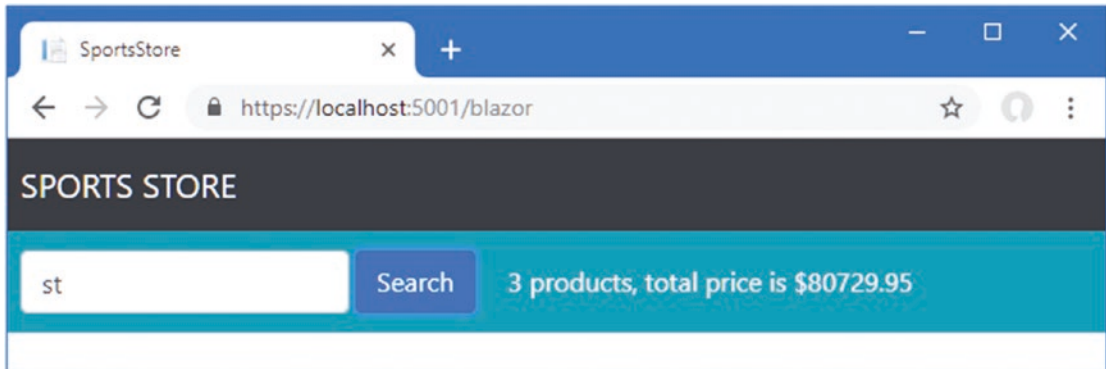 SportsStore
https://localhost:5001/blazor
SPORTS STORE
st
Search
3 products, total price is $80729.95